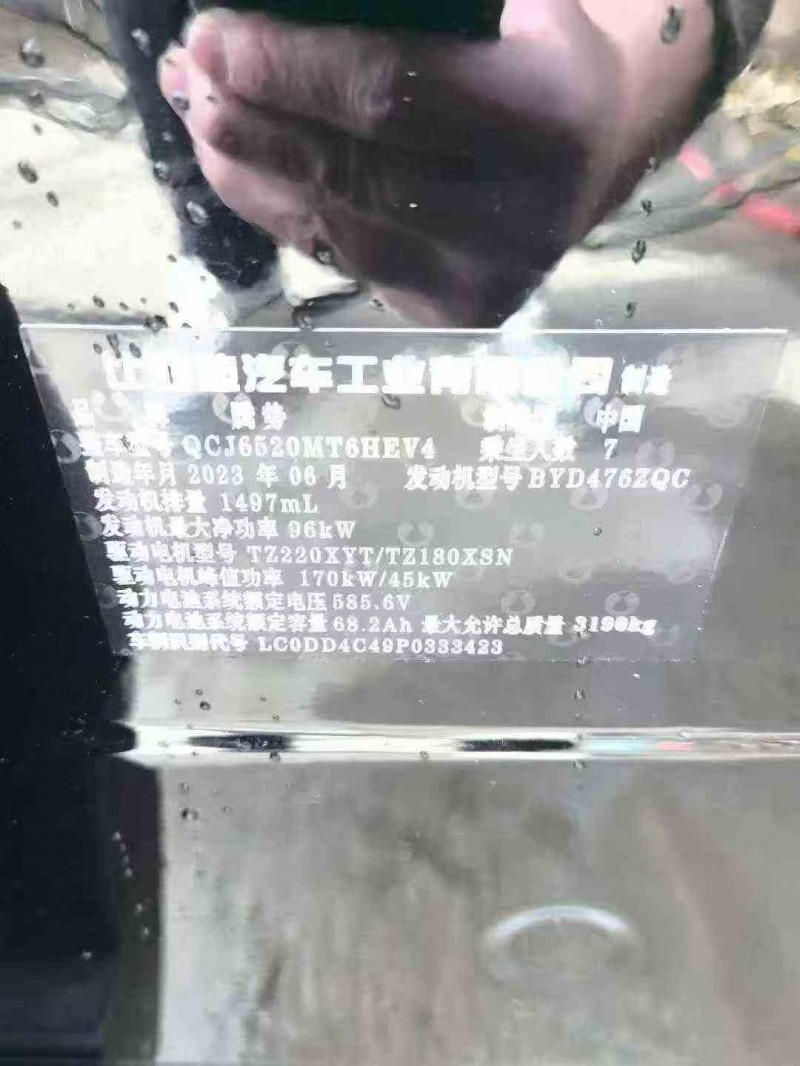 汽车工业有限公司 制造
品牌 腾势 制造国 中国
整车型号 QCJ6520MT6HEV4 乘坐人数 7
制造年月 2023 年 06 月 发动机型号 BYD476ZQC
发动机排量 1497mL
发动机最大净功率 96kW
驱动电机型号 TZ220XYT/TZ180XSN
驱动电机峰值功率 170kW/45kW
动力电池系统额定电压 585.6V
动力电池系统额定容量 68.2Ah 最大允许总质量 3190kg
车辆识别代号 LC0DD4C49P0333423